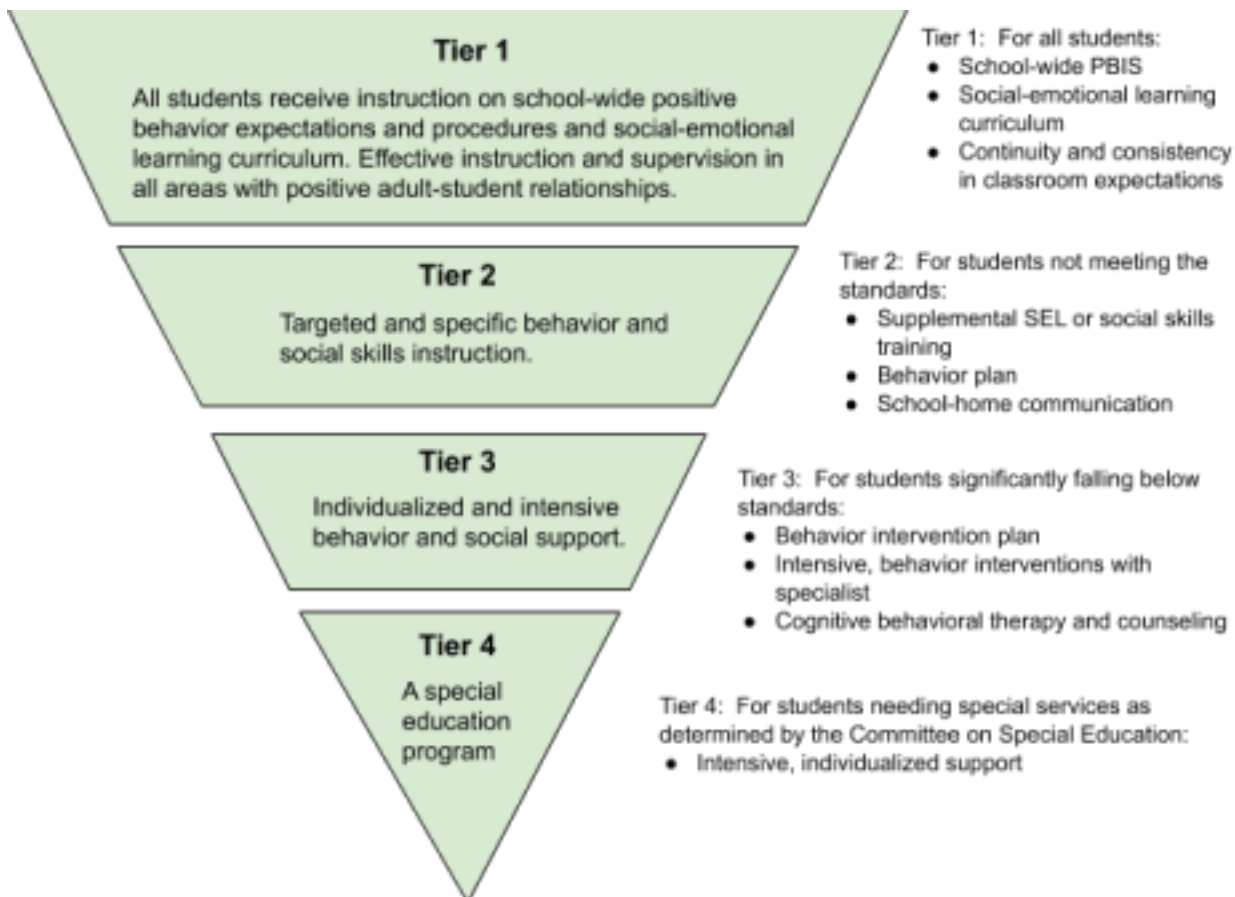 Tier 1
All students receive instruction on school-wide positive
behavior expectations and procedures and social-emotional
learning curriculum. Effective instruction and supervision in
all areas with positive adult-student relationships.
Tier 1:  For all students:
● School-wide PBIS
● Social-emotional learning
curriculum
● Continuity and consistency
in classroom expectations
Tier 2
Targeted and specific behavior and
social skills instruction.
Tier 2:  For students not meeting the
standards:
● Supplemental SEL or social skills
training
● Behavior plan
● School-home communication
Tier 3
Individualized and intensive
behavior and social support.
Tier 3:  For students significantly falling below
standards:
● Behavior intervention plan
● Intensive, behavior interventions with
specialist
● Cognitive behavioral therapy and counseling
Tier 4
A special
education
program
Tier 4:  For students needing special services as
determined by the Committee on Special Education:
● Intensive, individualized support